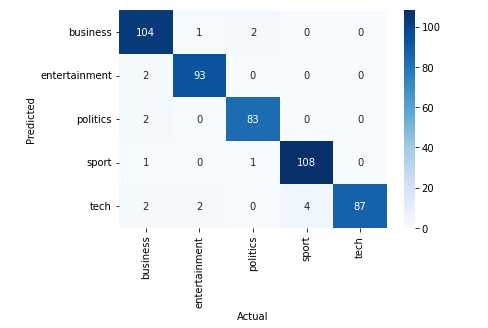 business 104 1 2 0 0
entertainment 2 93 0 0 0
politics 2 0 83 0 0
sport 1 0 1 108 0
tech 2 2 0 4 87
Predicted
business entertainment politics sport tech
Actual
100
80
60
40
20
0